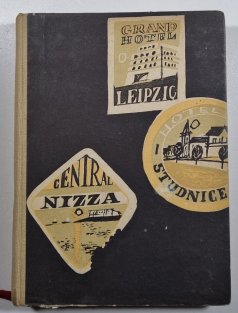 GRAND
HOTEL
LEIPZIG
HOTEL
STUDNICE
CENTRAL
NIZZA